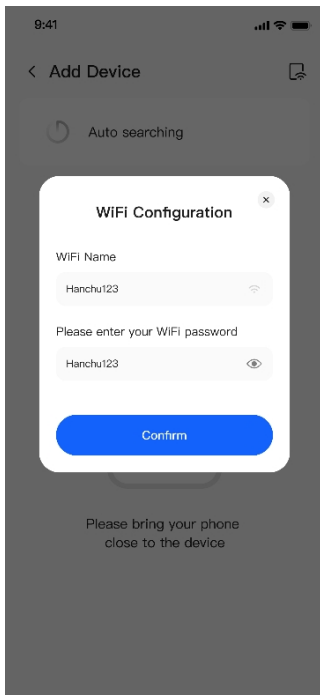 9:41
Add Device
Auto searching
WiFi Configuration
WiFi Name
Hanchu123
Please enter your WiFi password
Hanchu123
Confirm
Please bring your phone
close to the device